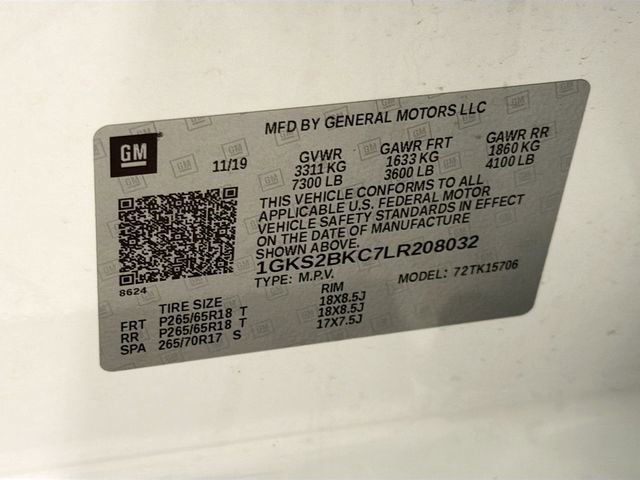 MFD BY GENERAL MOTORS LLC
GM
11/19 GVWR GAWR FRT GAWR RR
3311 KG 1633 KG 1860 KG
7300 LB 3600 LB 4100 LB
THIS VEHICLE CONFORMS TO ALL
APPLICABLE U.S. FEDERAL MOTOR
VEHICLE SAFETY STANDARDS IN EFFECT
ON THE DATE OF MANUFACTURE
SHOWN ABOVE.
1GKS2BKC7LR208032
TYPE: M.P.V. MODEL: 72TK15706
8624
TIRE SIZE RIM
FRT P265/65R18 T 18X8.5J
RR P265/65R18 T 18X8.5J
SPA 265/70R17 S 17X7.5J